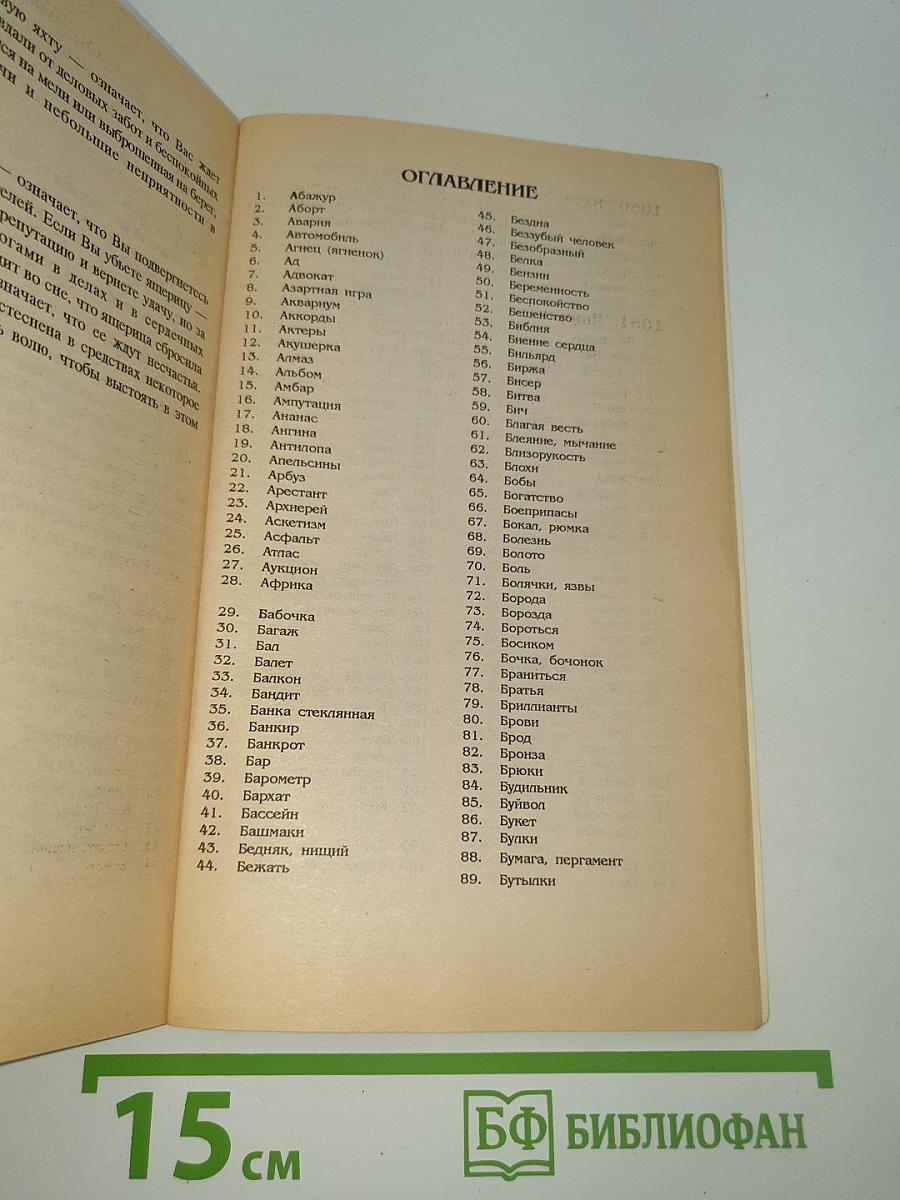 вую яхту — означает, что Вас ждет
вдали от деловых забот и беспокойных
ся на мели или выброшенная на берег,
чи и небольшие неприятности в
— означает, что Вы подвергнетесь
елей. Если Вы убьете ящерицу —
репутацию и вернете удачу, но за
огами в делах и в сердечных
дит во сне, что ящерица сбросила
значает, что ее ждут несчастья.
стеснена в средствах некоторое
ь волю, чтобы выстоять в этом
ОГЛАВЛЕНИЕ
1. Абажур
2. Аборт
3. Авария
4. Автомобиль
5. Агнец (ягненок)
6. Ад
7. Адвокат
8. Азартная игра
9. Аквариум
10. Аккорды
11. Актеры
12. Акушерка
13. Алмаз
14. Альбом
15. Амбар
16. Ампутация
17. Ананас
18. Ангина
19. Антилопа
20. Апельсины
21. Арбуз
22. Арестант
23. Архиерей
24. Аскетизм
25. Асфальт
26. Атлас
27. Аукцион
28. Африка
29. Бабочка
30. Багаж
31. Бал
32. Балет
33. Балкон
34. Бандит
35. Банка стеклянная
36. Банкир
37. Банкрот
38. Бар
39. Барометр
40. Бархат
41. Бассейн
42. Башмаки
43. Бедняк, нищий
44. Бежать
45. Бездна
46. Беззубый человек
47. Безобразный
48. Белка
49. Бензин
50. Беременность
51. Беспокойство
52. Бешенство
53. Библия
54. Биение сердца
55. Бильярд
56. Биржа
57. Бисер
58. Битва
59. Бич
60. Благая весть
61. Блеяние, мычание
62. Близорукость
63. Блохи
64. Бобы
65. Богатство
66. Боеприпасы
67. Бокал, рюмка
68. Болезнь
69. Болото
70. Боль
71. Болячки, язвы
72. Борода
73. Борозда
74. Бороться
75. Босиком
76. Бочка, бочонок
77. Браниться
78. Братья
79. Бриллианты
80. Брови
81. Брод
82. Бронза
83. Брюки
84. Будильник
85. Буйвол
86. Букет
87. Булки
88. Бумага, пергамент
89. Бутылки
15 см
БФ БИБЛИОФАН